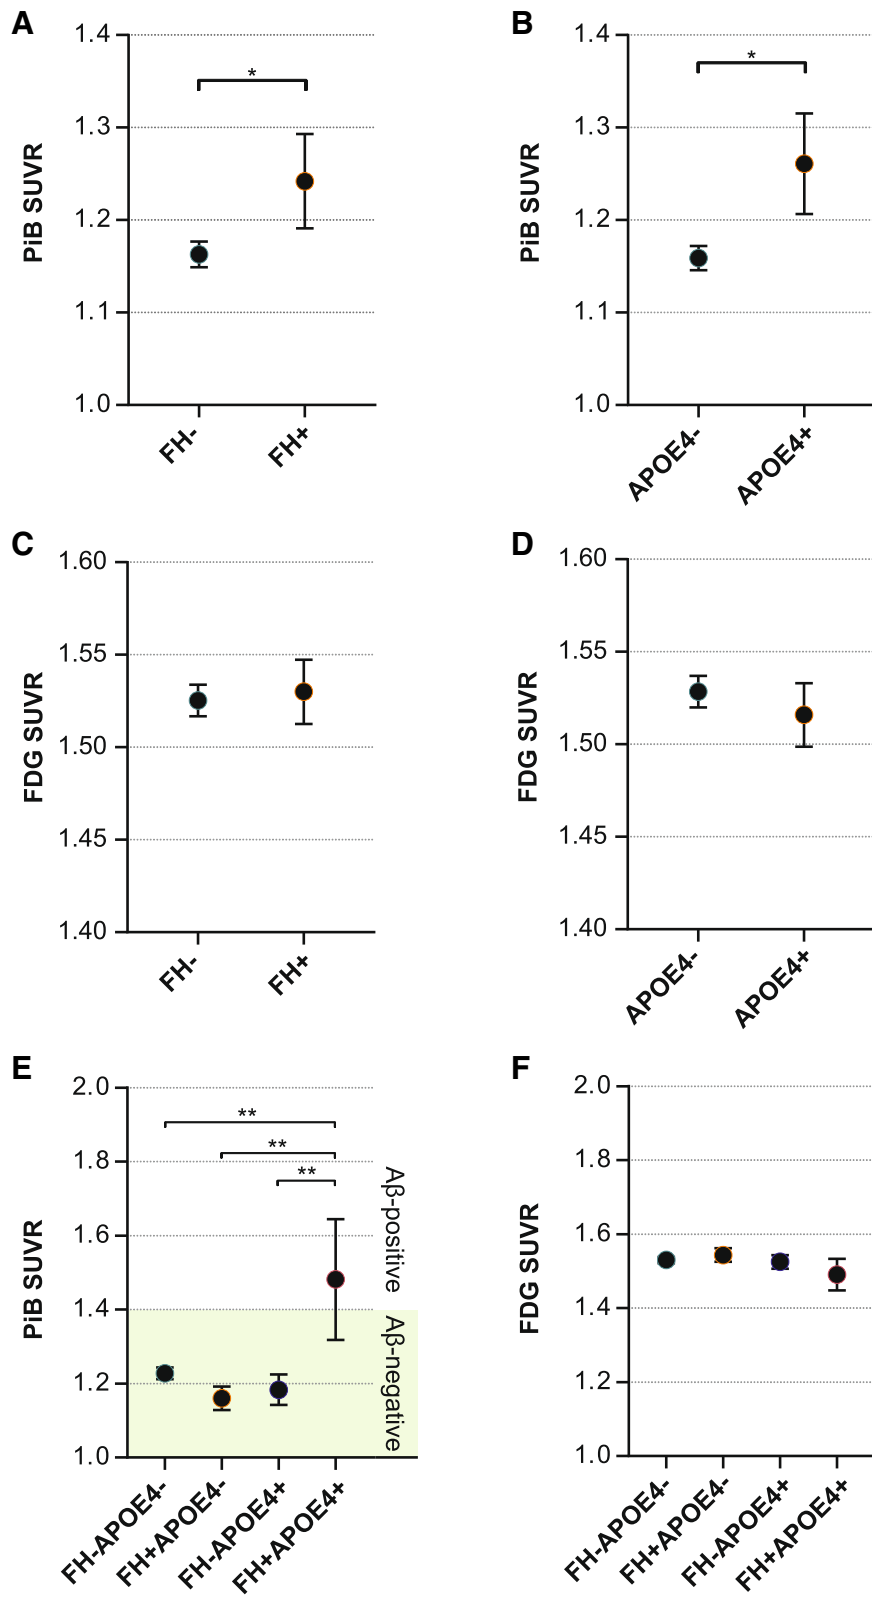 A
PiB SUVR
1.4
1.3
1.2
1.1
1.0
*
FH-
FH+
B
PiB SUVR
1.4
1.3
1.2
1.1
1.0
*
APOE4-
APOE4+
C
FDG SUVR
1.60
1.55
1.50
1.45
1.40
FH-
FH+
D
FDG SUVR
1.60
1.55
1.50
1.45
1.40
APOE4-
APOE4+
E
PiB SUVR
2.0
1.8
1.6
1.4
1.2
1.0
**
**
**
Aβ-positive
Aβ-negative
FH-APOE4-
FH+APOE4-
FH-APOE4+
FH+APOE4+
F
FDG SUVR
2.0
1.8
1.6
1.4
1.2
1.0
FH-APOE4-
FH+APOE4-
FH-APOE4+
FH+APOE4+